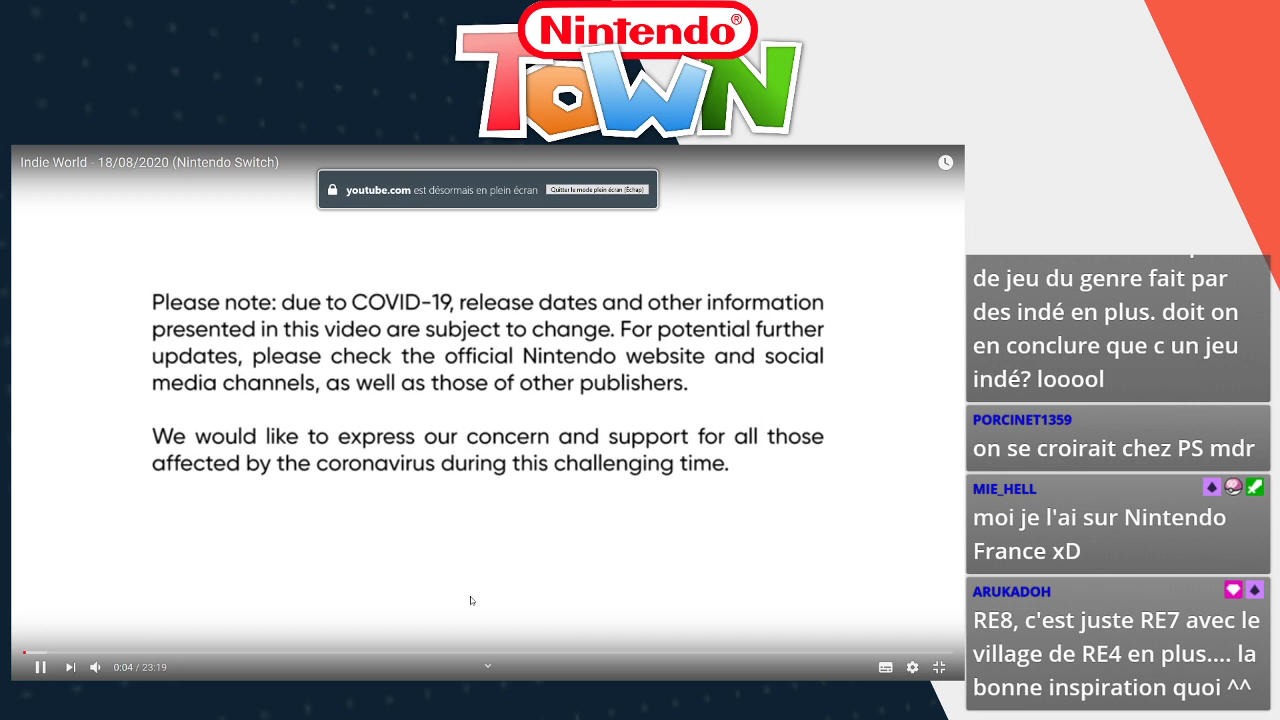 Nintendo®
TOWN
Indie World - 18/08/2020 (Nintendo Switch)
youtube.com est désormais en plein écran Quitter le mode plein écran (Échap)
Please note: due to COVID-19, release dates and other information
presented in this video are subject to change. For potential further
updates, please check the official Nintendo website and social
media channels, as well as those of other publishers.
We would like to express our concern and support for all those
affected by the coronavirus during this challenging time.
0:04 / 23:19
de jeu du genre fait par
des indé en plus. doit on
en conclure que c un jeu
indé? looool
PORCINET1359
on se croirait chez PS mdr
MIE_HELL
moi je l'ai sur Nintendo
France xD
ARUKADOH
RE8, c'est juste RE7 avec le
village de RE4 en plus.... la
bonne inspiration quoi ^^